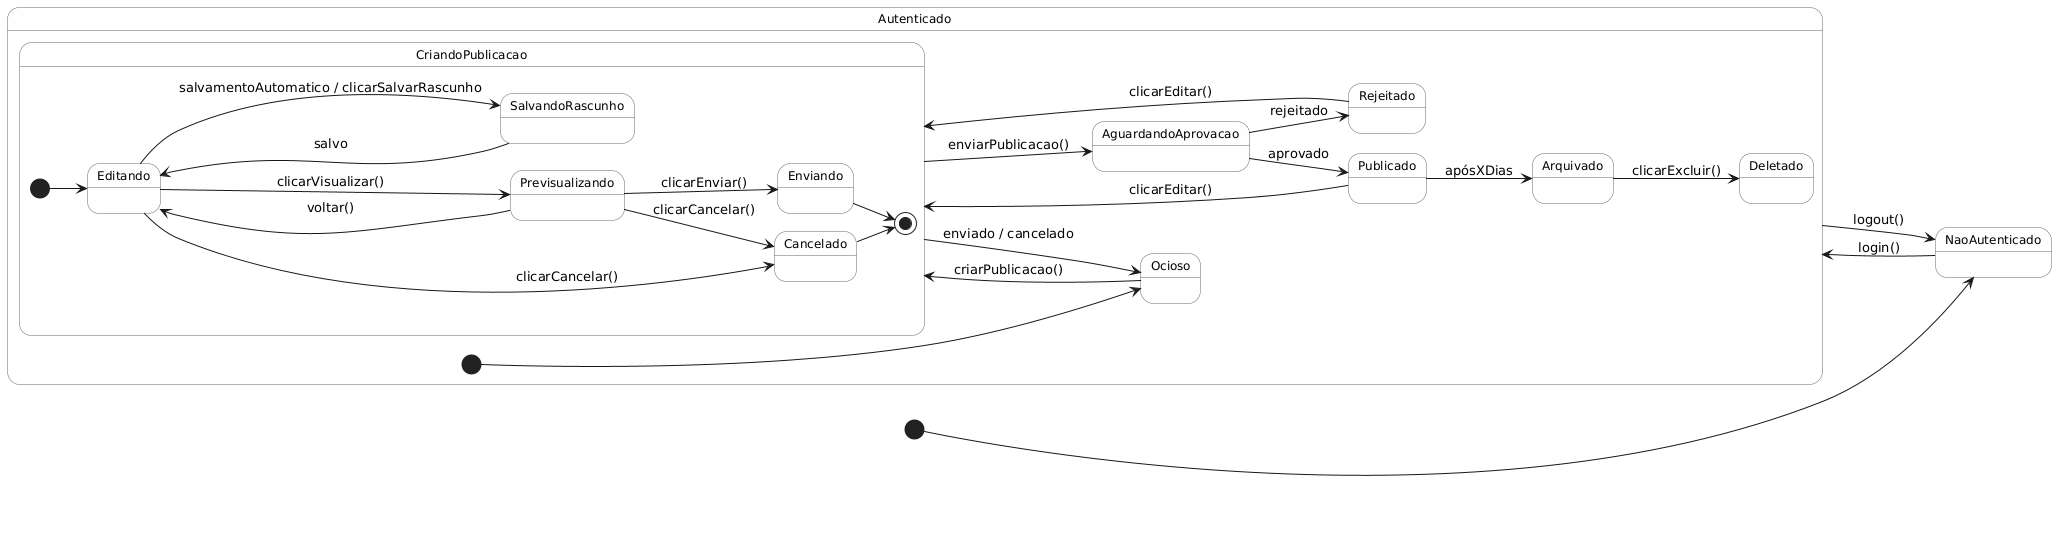 Autenticado
CriandoPublicacao
salvamentoAutomatico / clicarSalvarRascunho
SalvandoRascunho
salvo
Editando
clicarVisualizar()
voltar()
Previsualizando
clicarEnviar()
clicarCancelar()
Enviando
Cancelado
clicarCancelar()
clicarEditar()
enviarPublicacao()
clicarEditar()
enviado / cancelado
criarPublicacao()
AguardandoAprovacao
Ocioso
rejeitado
aprovado
Rejeitado
Publicado
apósXDias
Arquivado
clicarExcluir()
Deletado
logout()
login()
NaoAutenticado